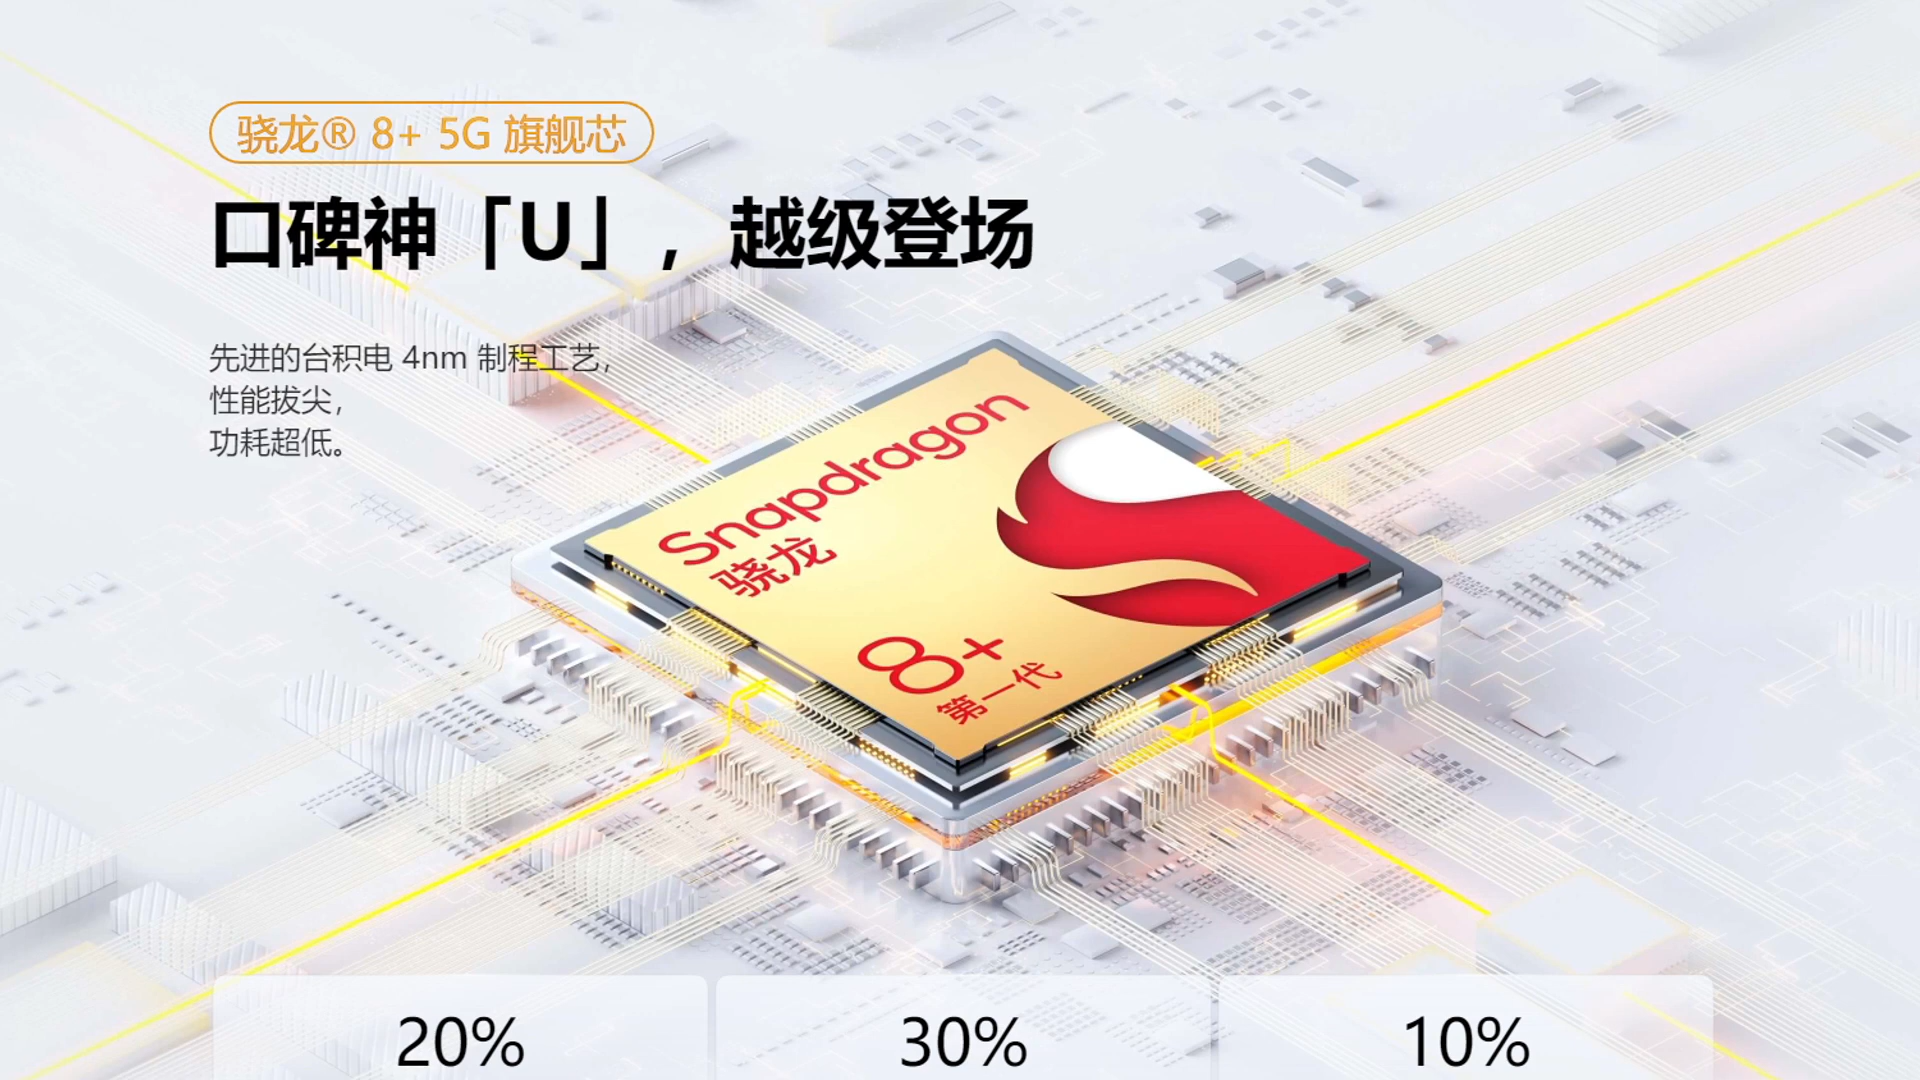 骁龙® 8+ 5G 旗舰芯
口碑神「U」，越级登场
先进的台积电 4nm 制程工艺，
性能拔尖，
功耗超低。
Snapdragon
骁龙
8+
第一代
20%
30%
10%